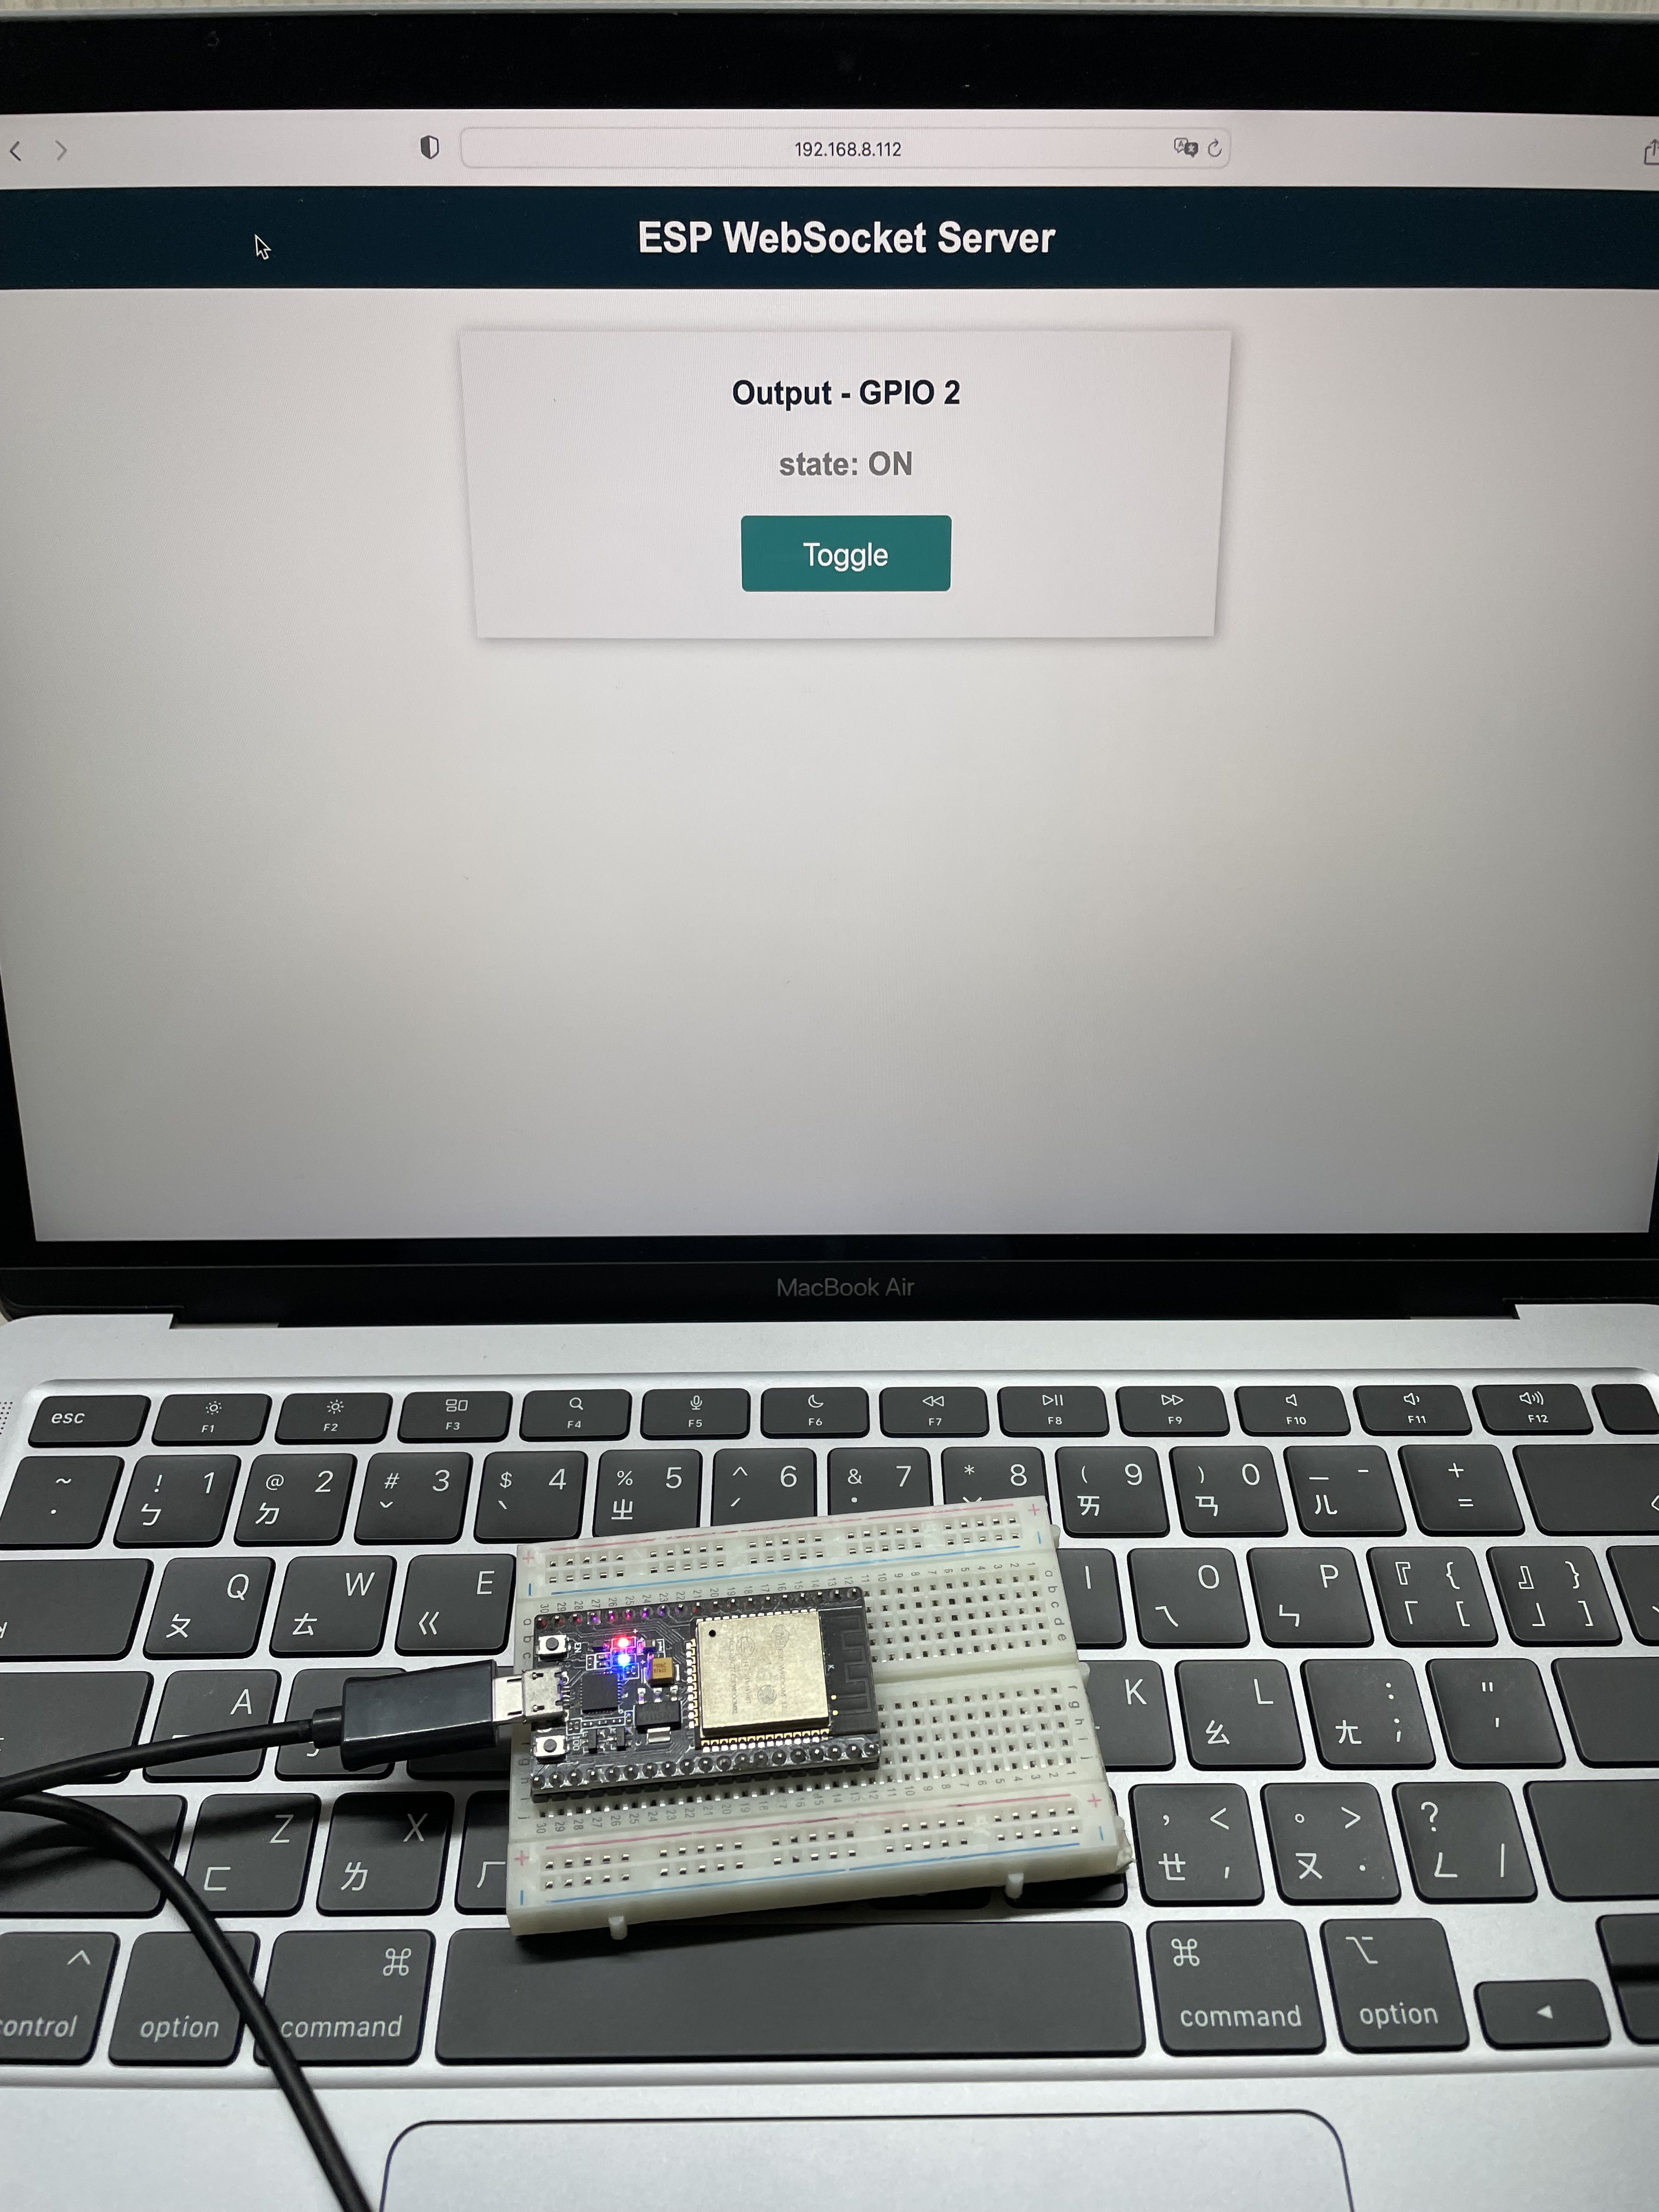 192.168.8.112
ESP WebSocket Server
Output - GPIO 2
state: ON
Toggle
MacBook Air
esc F1 F2 F3 F4 F5 F6 F7 F8 F9 F10 F11 F12
~ ! 1 @ 2 # 3 $ 4 % 5 ^ 6 & 7 * 8 ( 9 ) 0 — - + =
· ㄅ ㄉ ˇ ˋ ㄓ ˊ ˙ ㄞ ㄢ ㄦ
Q W E I O P 『 { 』 }
ㄆ ㄊ ㄍ ㄟ ㄣ 「 [ 」 ]
A K L : "
ㄠ ㄤ ; '
Z X , < 。 > ?
ㄈ ㄌ ㄏ ㄝ , ㄡ . ㄥ /
control option command command option